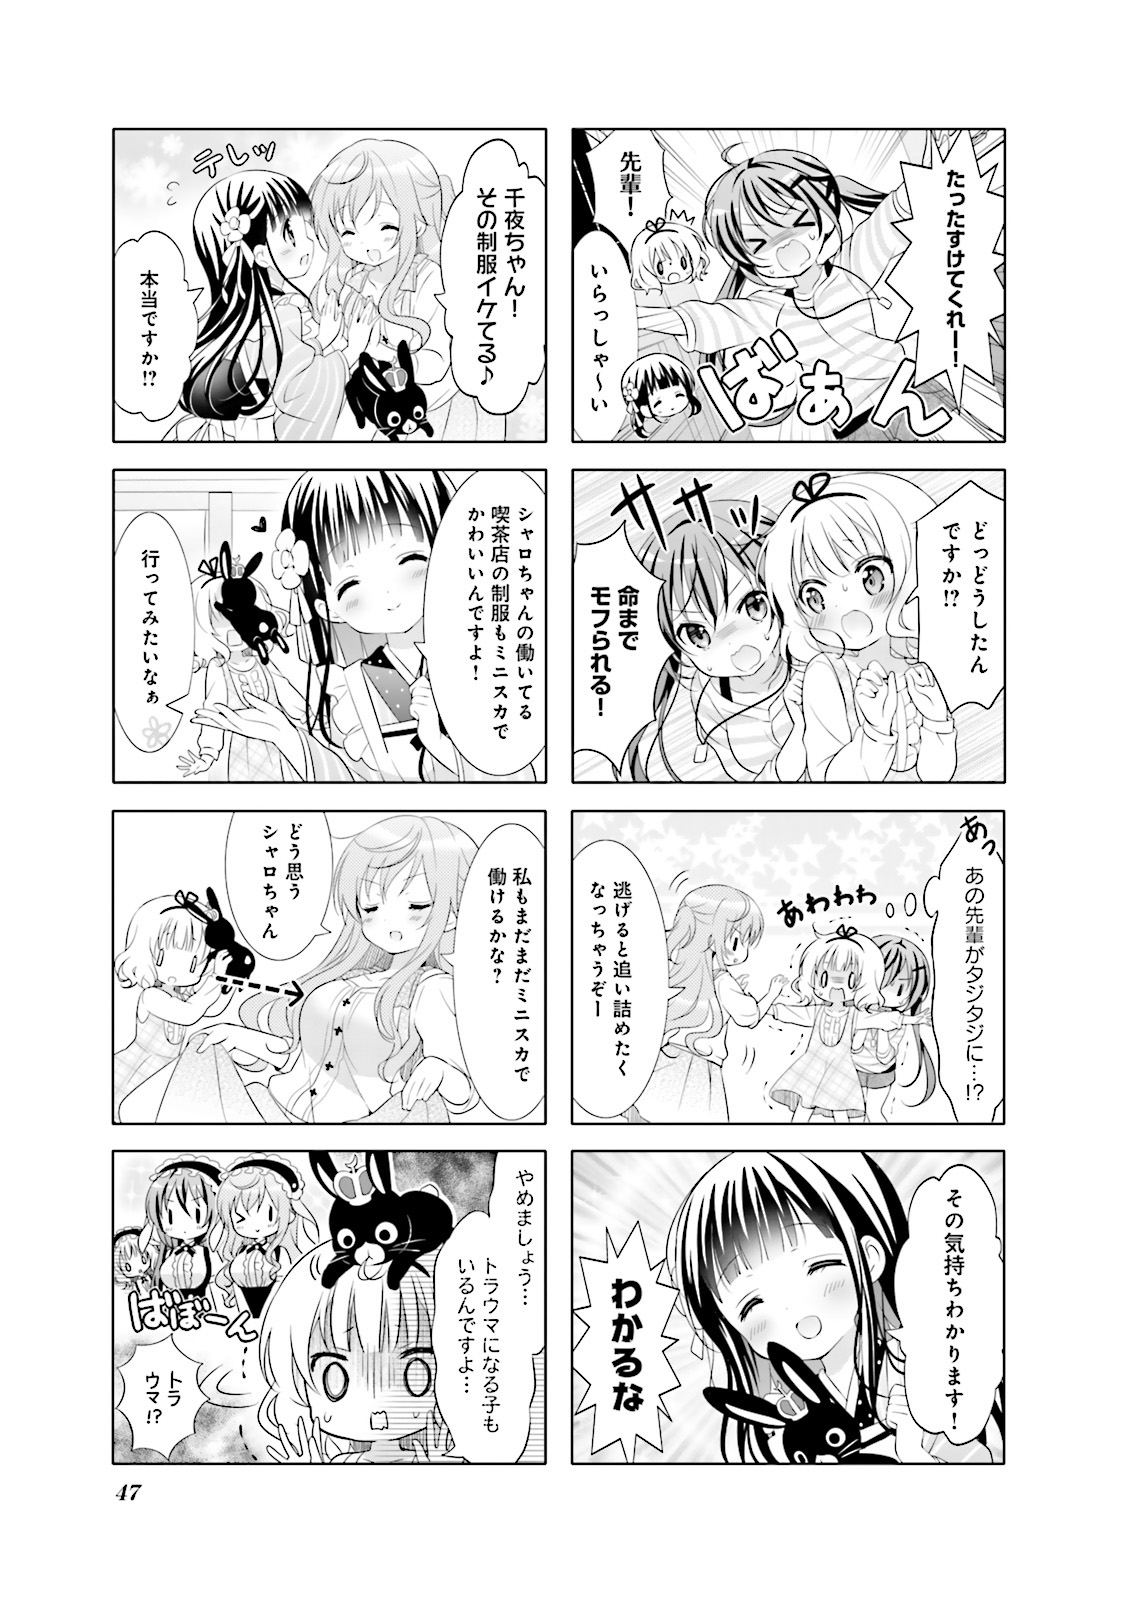 たったすけてくれー！
先輩！
いらっしゃ～い
ばぁん
どっどうしたん
ですか!?
ササッ
命まで
モフられる！
あっ
あの先輩がタジタジに…!?
あわわわ
逃げると追い詰めたく
なっちゃうぞー
その気持ちわかります！
わかるな
千夜ちゃん！
その制服イケてる♪
テレッ
本当ですか!?
シャロちゃんの働いてる
喫茶店の制服もミニスカで
かわいいんですよ！
行ってみたいなぁ
私もまだまだミニスカで
働けるかな？
どう思う
シャロちゃん
やめましょう…
トラウマになる子も
いるんですよ…
ばぼーん
トラ
ウマ!?
47